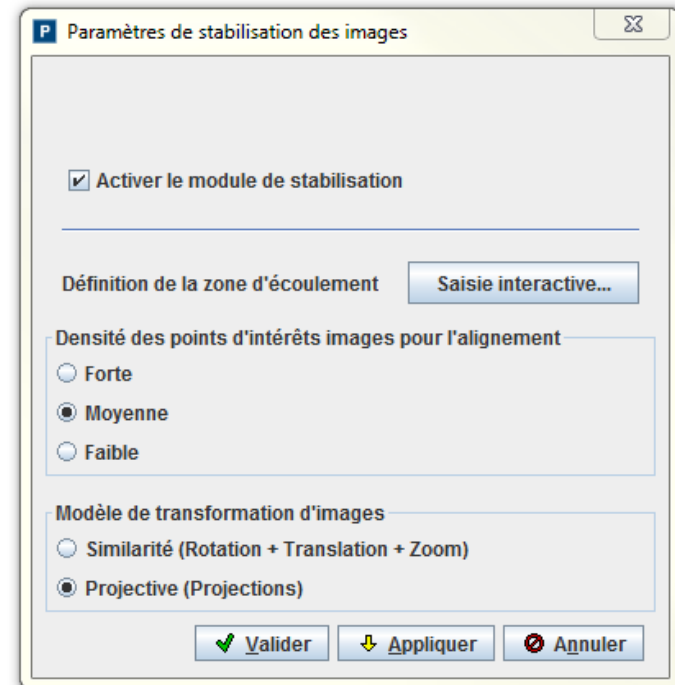 P Paramètres de stabilisation des images
Activer le module de stabilisation
Définition de la zone d'écoulement Saisie interactive...
Densité des points d'intérêts images pour l'alignement
Forte
Moyenne
Faible
Modèle de transformation d'images
Similarité (Rotation + Translation + Zoom)
Projective (Projections)
Valider Appliquer Annuler